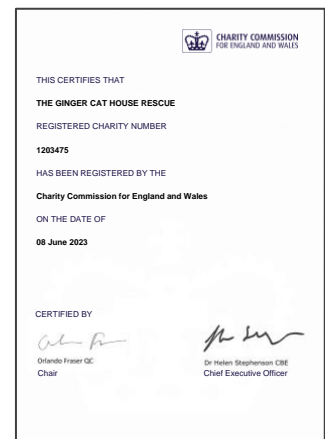 CHARITY COMMISSION
FOR ENGLAND AND WALES
THIS CERTIFIES THAT
THE GINGER CAT HOUSE RESCUE
REGISTERED CHARITY NUMBER
1203475
HAS BEEN REGISTERED BY THE
Charity Commission for England and Wales
ON THE DATE OF
08 June 2023
CERTIFIED BY
Orlando Fraser QC
Chair
Dr Helen Stephenson CBE
Chief Executive Officer